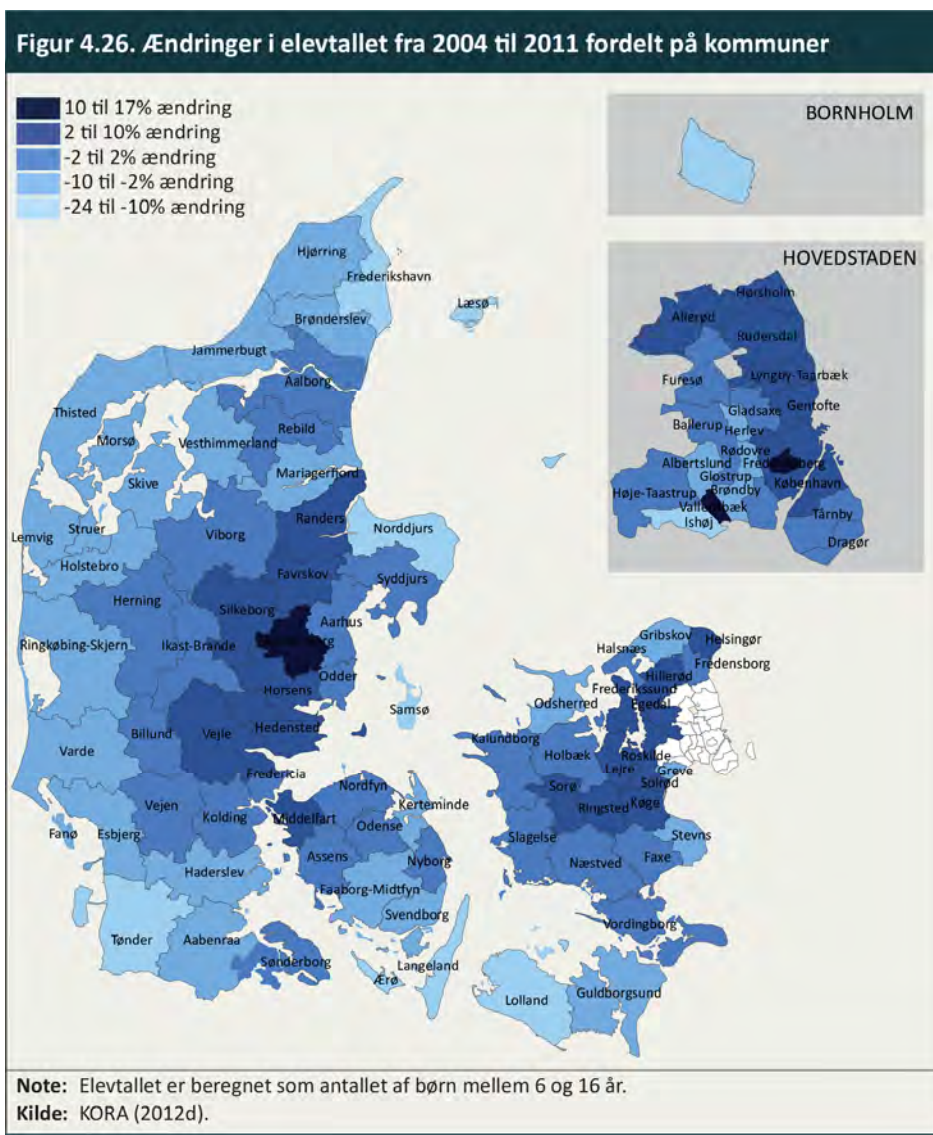 Figur 4.26. Ændringer i elevtallet fra 2004 til 2011 fordelt på kommuner
10 til 17% ændring
2 til 10% ændring
-2 til 2% ændring
-10 til -2% ændring
-24 til -10% ændring
BORNHOLM
HOVEDSTADEN
Hjørring
Frederikshavn
Læsø
Brønderslev
Jammerbugt
Aalborg
Thisted
Rebild
Morsø
Vesthimmerland
Mariagerfjord
Skive
Randers
Norddjurs
Struer
Viborg
Lemvig
Holstebro
Favrskov
Syddjurs
Herning
Silkeborg
Aarhus
Ringkøbing-Skjern
Ikast-Brande
Odder
Horsens
Samsø
Varde
Billund
Vejle
Hedensted
Fredericia
Nordfyn
Vejen
Kolding
Middelfart
Kerteminde
Fanø
Esbjerg
Odense
Assens
Nyborg
Haderslev
Faaborg-Midtfyn
Svendborg
Tønder
Aabenraa
Sønderborg
Ærø
Langeland
Hørsholm
Allerød
Rudersdal
Furesø
Lyngby-Taarbæk
Gladsaxe
Gentofte
Ballerup
Herlev
Rødovre
Albertslund
Glostrup
København
Høje-Taastrup
Brøndby
Ishøj
Tårnby
Dragør
Gribskov
Helsingør
Halsnæs
Fredensborg
Hillerød
Frederikssund
Odsherred
Egedal
Kalundborg
Holbæk
Roskilde
Lejre
Greve
Solrød
Sorø
Ringsted
Køge
Slagelse
Stevns
Næstved
Faxe
Vordingborg
Lolland
Guldborgsund
Note: Elevtallet er beregnet som antallet af børn mellem 6 og 16 år.
Kilde: KORA (2012d).